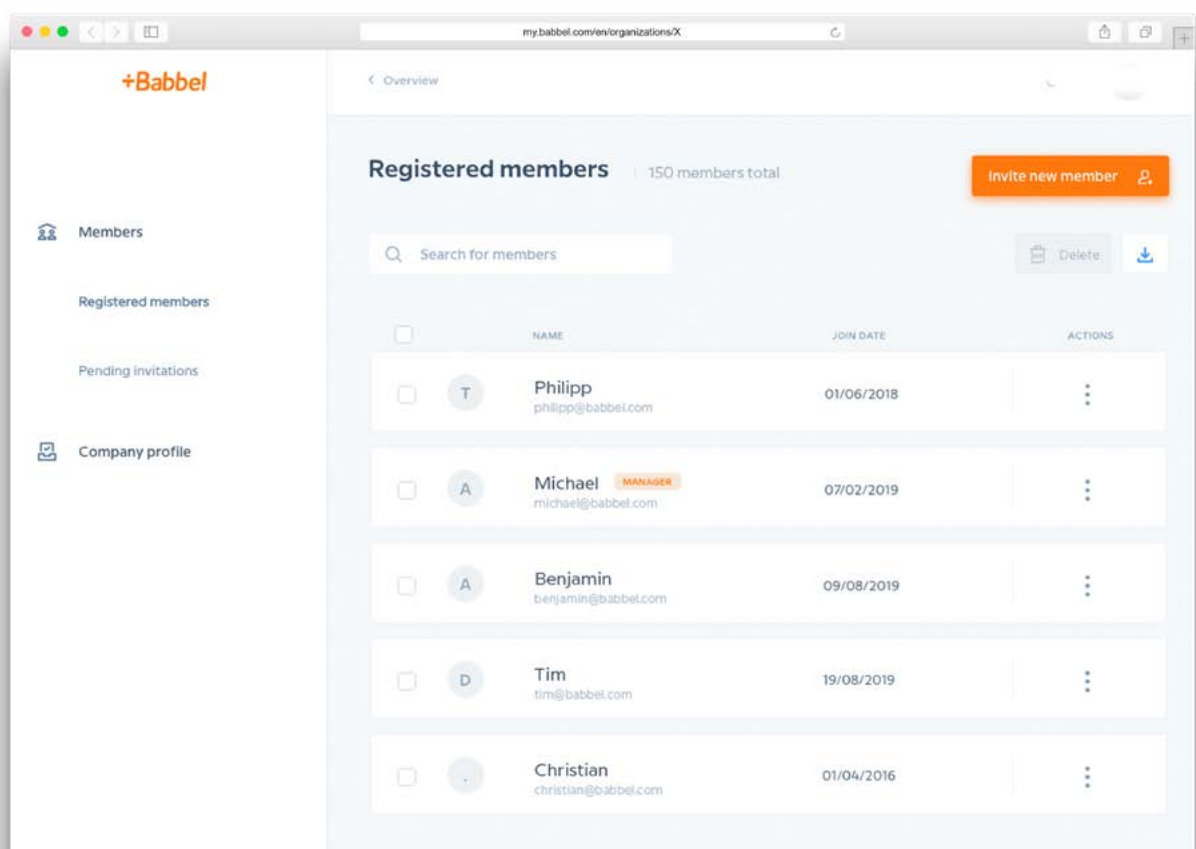 my.babbel.com/en/organizations/X
+Babbel
Overview
Registered members
150 members total
Invite new member
Members
Search for members
Delete
Registered members
NAME
JOIN DATE
ACTIONS
Pending invitations
T
Philipp
01/06/2018
philipp@babbel.com
Company profile
A
Michael
MANAGER
07/02/2019
michael@babbel.com
A
Benjamin
09/08/2019
benjamin@babbel.com
D
Tim
19/08/2019
tim@babbel.com
.
Christian
01/04/2016
christian@babbel.com